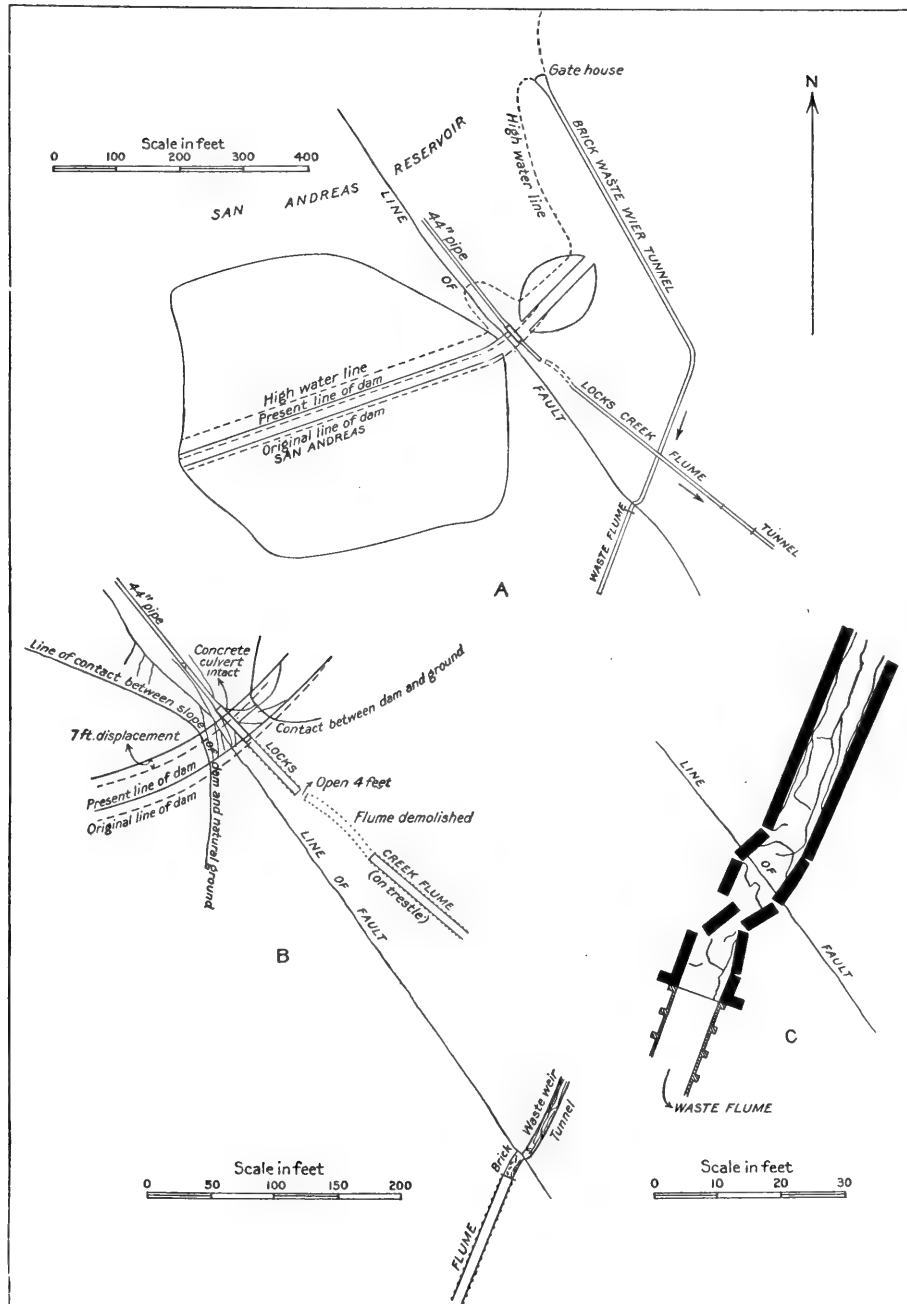 Gate house
N
Scale in feet
0 100 200 300 400
SAN ANDREAS RESERVOIR
High water line
BRICK WASTE WIER TUNNEL
LINE OF FAULT
44" pipe
High water line
Present line of dam
Original line of dam
SAN ANDREAS
LOCKS CREEK FLUME
TUNNEL
WASTE FLUME
A
44" pipe
Line of contact between slope of dam and natural ground
Concrete
culvert
intact
Contact between dam and ground
7 ft. displacement
Present line of dam
Original line of dam
LOCKS
Open 4 feet
Flume demolished
CREEK FLUME
(on trestle)
LINE OF FAULT
B
LINE OF FAULT
C
WASTE FLUME
Brick
Waste weir
Tunnel
FLUME
Scale in feet
0 50 100 150 200
Scale in feet
0 10 20 30